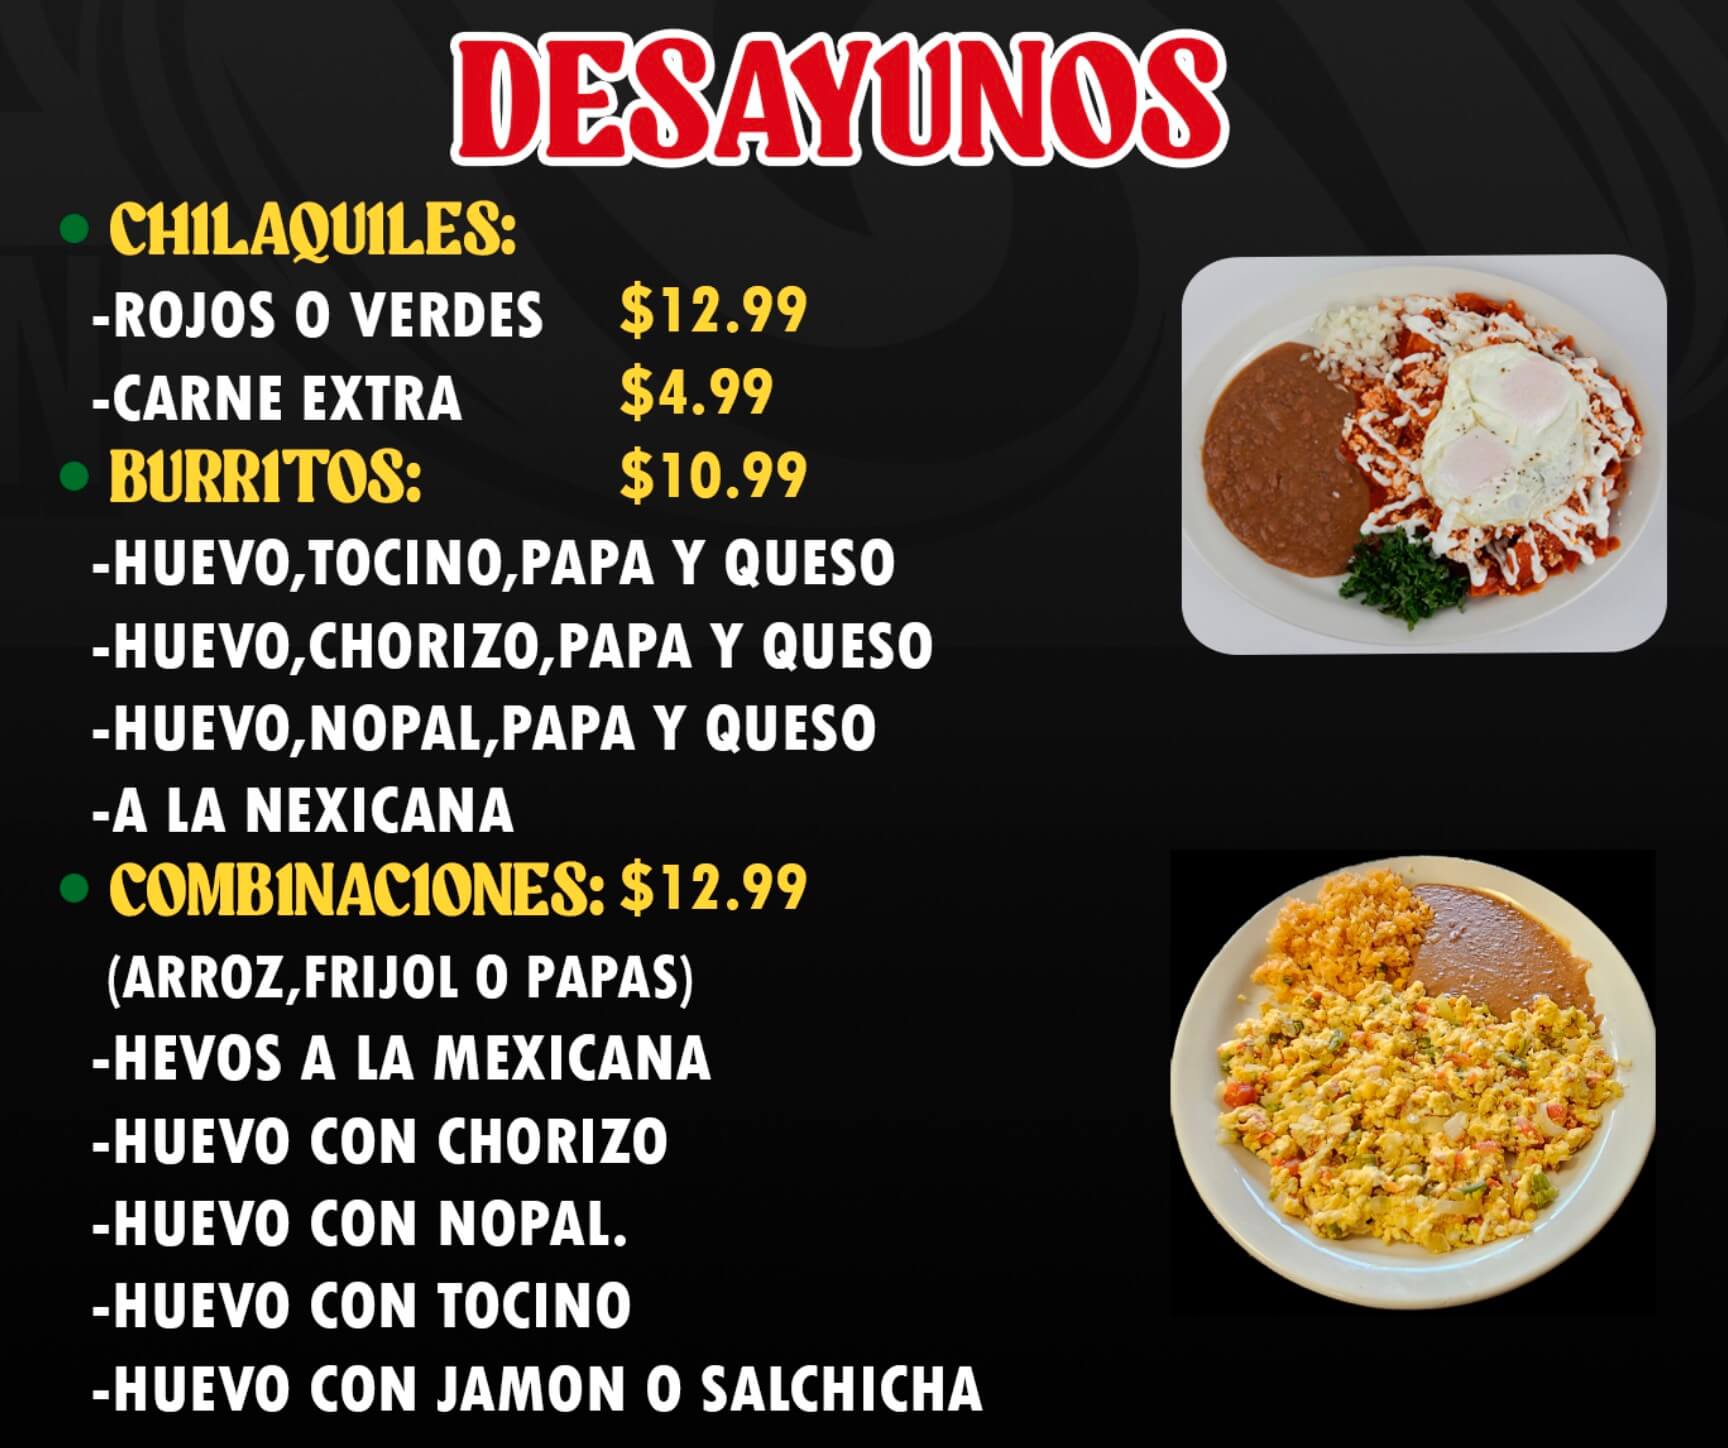 DESAYUNOS
CHILAQUILES:
-ROJOS O VERDES $12.99
-CARNE EXTRA $4.99
BURRITOS: $10.99
-HUEVO,TOCINO,PAPA Y QUESO
-HUEVO,CHORIZO,PAPA Y QUESO
-HUEVO,NOPAL,PAPA Y QUESO
-A LA NEXICANA
COMBINACIONES: $12.99
(ARROZ,FRIJOL O PAPAS)
-HEVOS A LA MEXICANA
-HUEVO CON CHORIZO
-HUEVO CON NOPAL.
-HUEVO CON TOCINO
-HUEVO CON JAMON O SALCHICHA